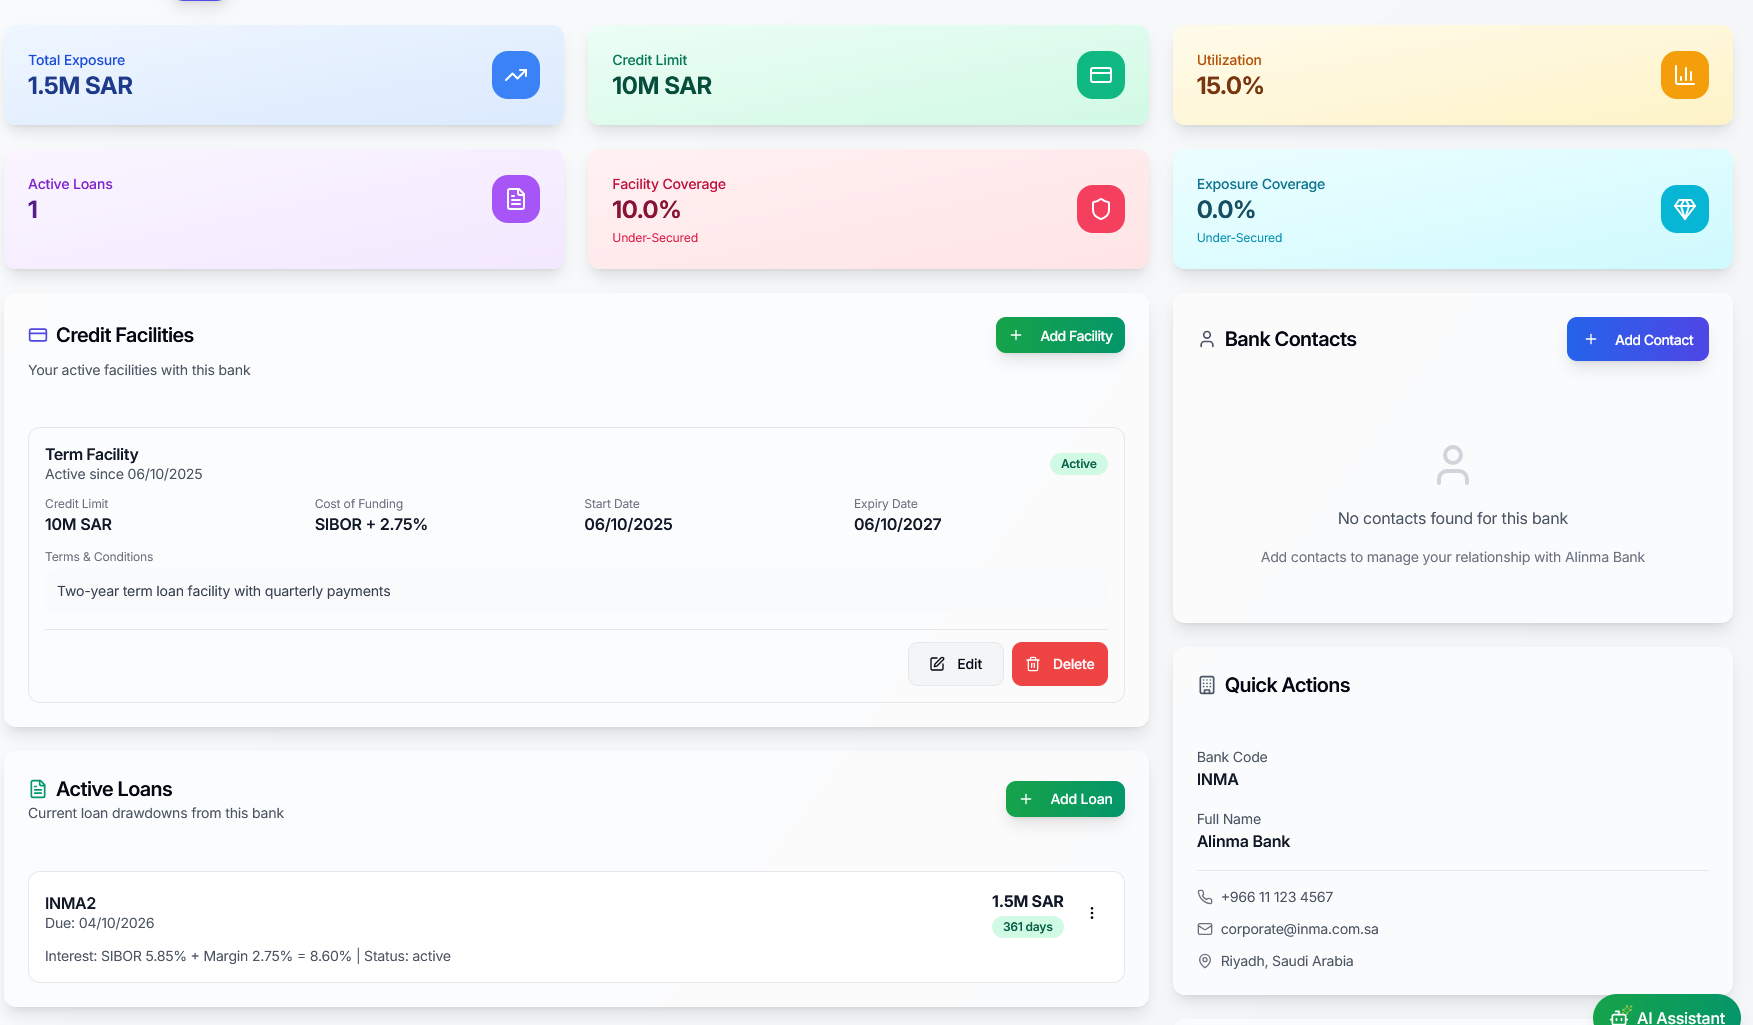 Total Exposure
1.5M SAR
Credit Limit
10M SAR
Utilization
15.0%
Active Loans
1
Facility Coverage
10.0%
Under-Secured
Exposure Coverage
0.0%
Under-Secured
Credit Facilities
Add Facility
Your active facilities with this bank
Term Facility
Active since 06/10/2025
Active
Credit Limit
10M SAR
Cost of Funding
SIBOR + 2.75%
Start Date
06/10/2025
Expiry Date
06/10/2027
Terms & Conditions
Two-year term loan facility with quarterly payments
Edit
Delete
Active Loans
Current loan drawdowns from this bank
Add Loan
INMA2
Due: 04/10/2026
1.5M SAR
361 days
Interest: SIBOR 5.85% + Margin 2.75% = 8.60% | Status: active
Bank Contacts
Add Contact
No contacts found for this bank
Add contacts to manage your relationship with Alinma Bank
Quick Actions
Bank Code
INMA
Full Name
Alinma Bank
+966 11 123 4567
corporate@inma.com.sa
Riyadh, Saudi Arabia
AI Assistant